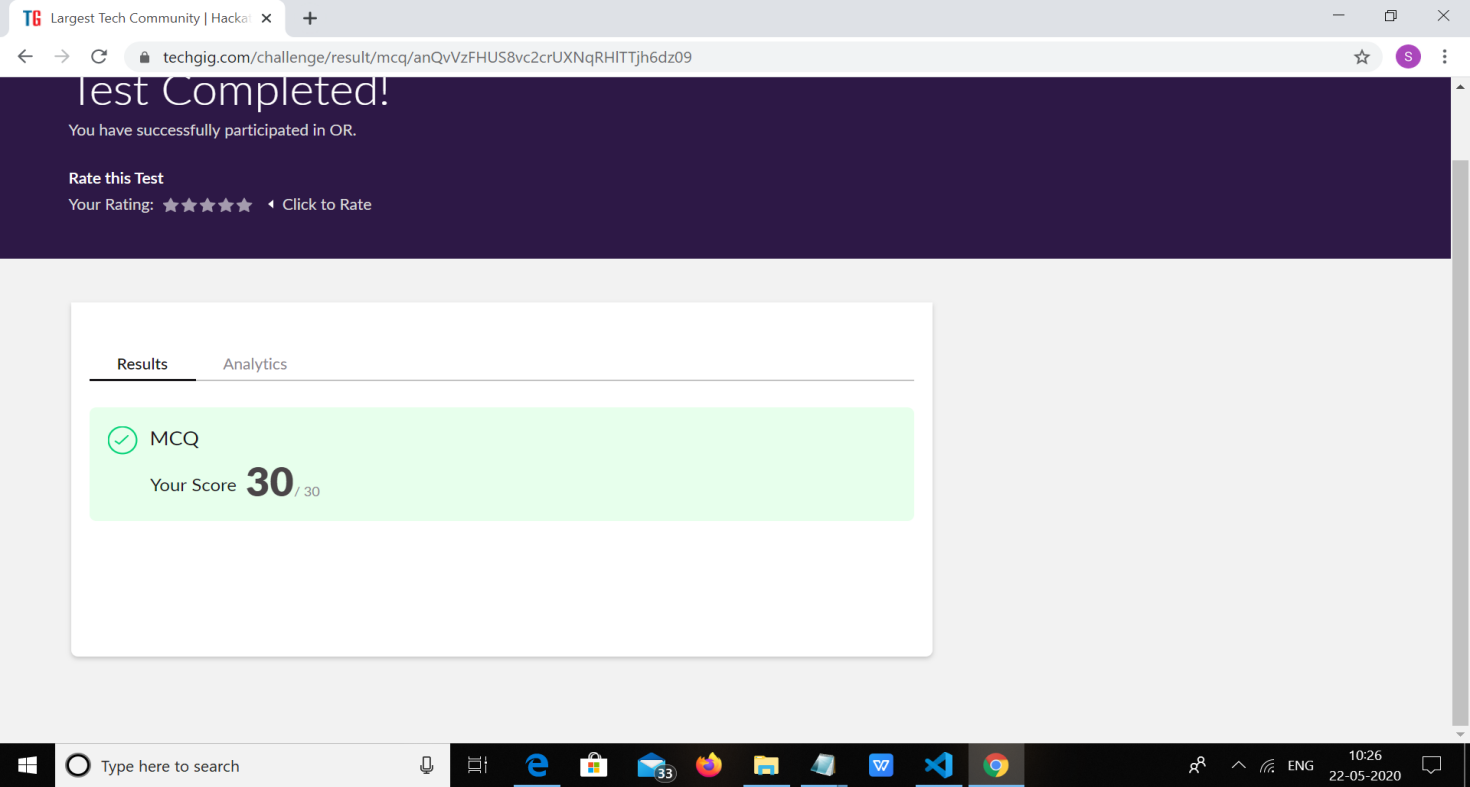 TG Largest Tech Community | Hacka
techgig.com/challenge/result/mcq/anQvVzFHUS8vc2crUXNqRHlTTjh6dz09
S
Test Completed!
You have successfully participated in OR.
Rate this Test
Your Rating: Click to Rate
Results Analytics
MCQ
Your Score 30 / 30
Type here to search
33
W
ENG
10:26
22-05-2020